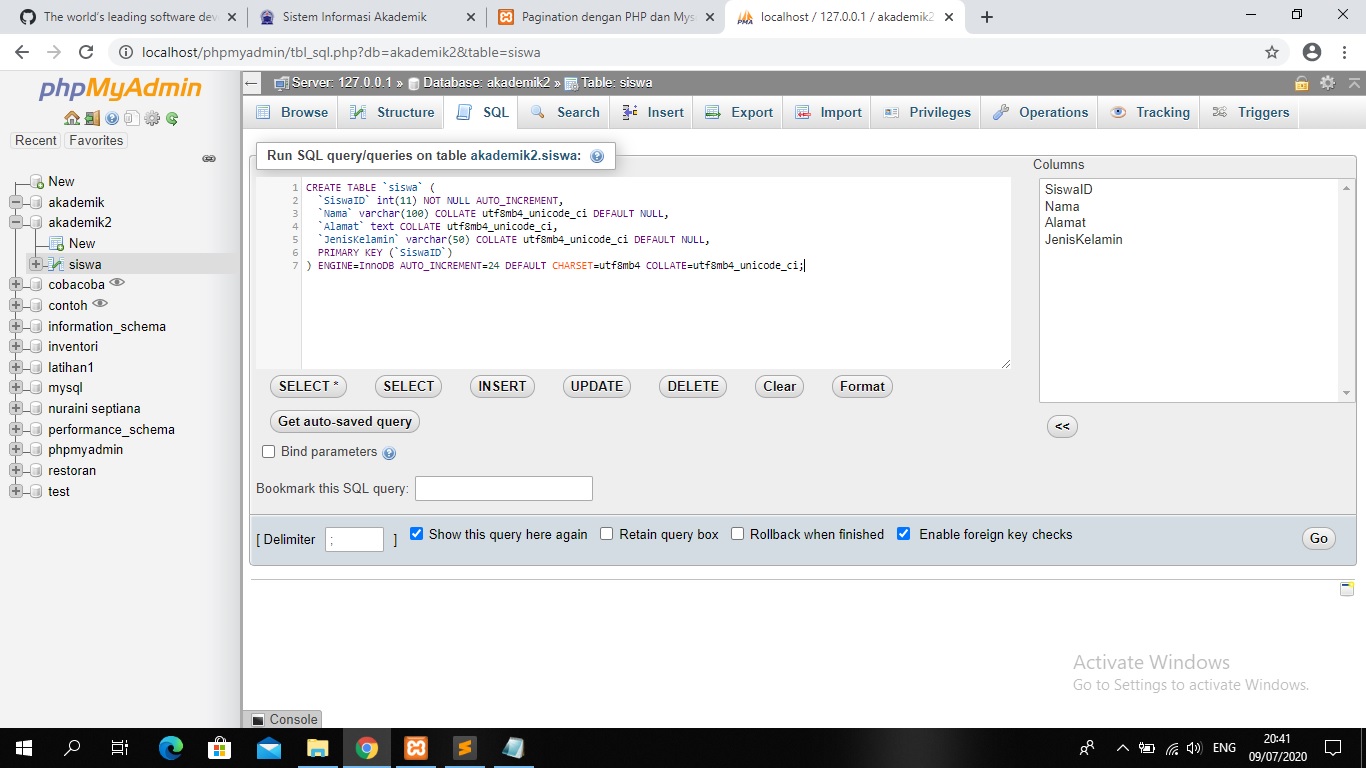 The world's leading software dev
Sistem Informasi Akademik
Pagination dengan PHP dan Mys
PMA
localhost / 127.0.0.1 / akademik2
localhost/phpmyadmin/tbl_sql.php?db=akademik2&table=siswa
phpMyAdmin
Recent Favorites
New
akademik
akademik2
New
siswa
cobacoba
contoh
information_schema
inventori
latihan1
mysql
nuraini septiana
performance_schema
phpmyadmin
restoran
test
Server: 127.0.0.1 » Database: akademik2 » Table: siswa
Browse Structure SQL Search Insert Export Import Privileges Operations Tracking Triggers
Run SQL query/queries on table akademik2.siswa:
1 CREATE TABLE `siswa` (
2 `SiswaID` int(11) NOT NULL AUTO_INCREMENT,
3 `Nama` varchar(100) COLLATE utf8mb4_unicode_ci DEFAULT NULL,
4 `Alamat` text COLLATE utf8mb4_unicode_ci,
5 `JenisKelamin` varchar(50) COLLATE utf8mb4_unicode_ci DEFAULT NULL,
6 PRIMARY KEY (`SiswaID`)
7 ) ENGINE=InnoDB AUTO_INCREMENT=24 DEFAULT CHARSET=utf8mb4 COLLATE=utf8mb4_unicode_ci;
Columns
SiswaID
Nama
Alamat
JenisKelamin
<<
SELECT * SELECT INSERT UPDATE DELETE Clear Format
Get auto-saved query
Bind parameters
Bookmark this SQL query:
[ Delimiter ; ] Show this query here again Retain query box Rollback when finished Enable foreign key checks Go
Activate Windows
Go to Settings to activate Windows.
Console
ENG
20:41
09/07/2020